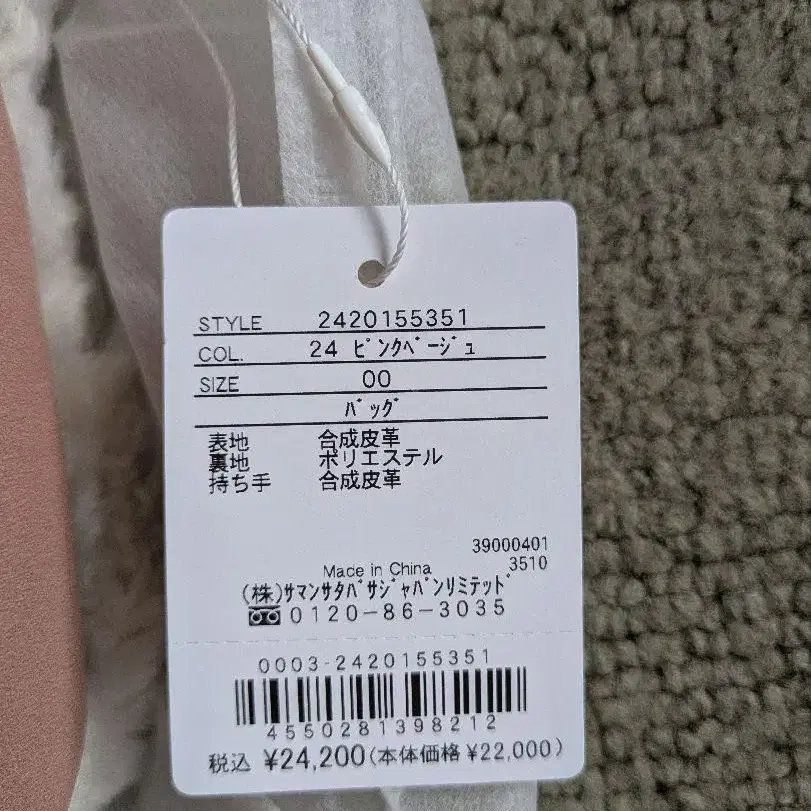 STYLE 2420155351
COL. 24 ﾋﾟﾝｸﾍﾞｰｼﾞｭ
SIZE 00
ﾊﾞｯｸﾞ
表地 合成皮革
裏地 ポリエステル
持ち手 合成皮革
39000401
3510
Made in China
(株)ｻﾏﾝｻﾀﾊﾞｻｼﾞｬﾊﾟﾝﾘﾐﾃｯﾄﾞ
0120-86-3035
0003-2420155351
4550281398212
税込 ¥24,200(本体価格 ¥22,000)